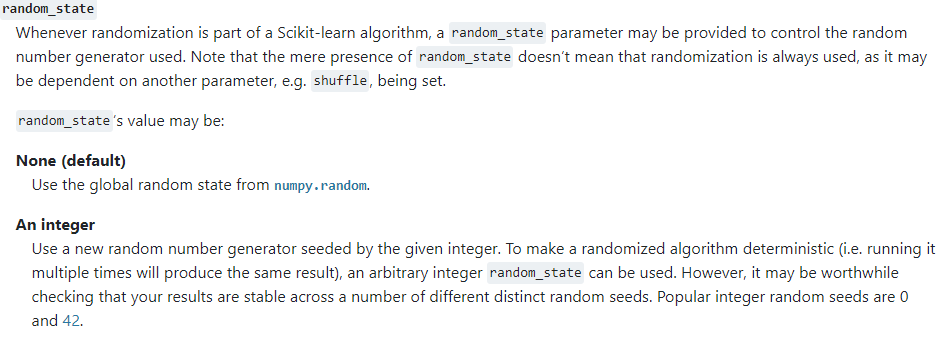 random_state
Whenever randomization is part of a Scikit-learn algorithm, a random_state parameter may be provided to control the random
number generator used. Note that the mere presence of random_state doesn’t mean that randomization is always used, as it may
be dependent on another parameter, e.g. shuffle, being set.
random_state’s value may be:
None (default)
Use the global random state from numpy.random.
An integer
Use a new random number generator seeded by the given integer. To make a randomized algorithm deterministic (i.e. running it
multiple times will produce the same result), an arbitrary integer random_state can be used. However, it may be worthwhile
checking that your results are stable across a number of different distinct random seeds. Popular integer random seeds are 0
and 42.